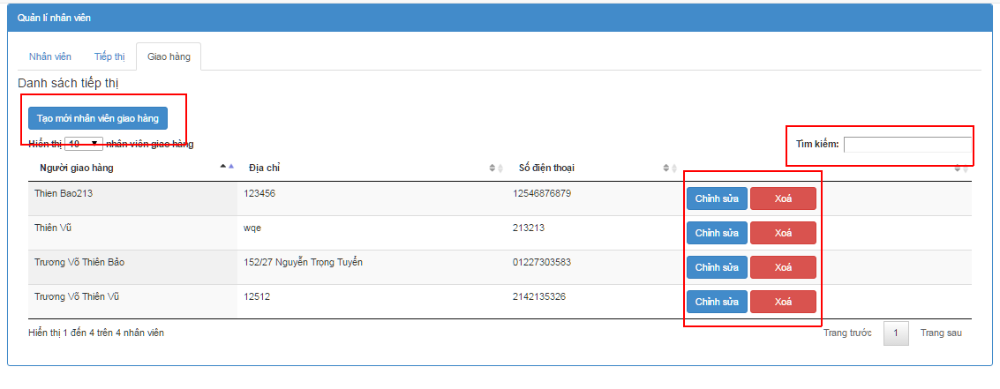 Quản lí nhân viên
Nhân viên Tiếp thị Giao hàng
Danh sách tiếp thị
Tạo mới nhân viên giao hàng
Hiển thị 10 nhân viên giao hàng Tìm kiếm:
Người giao hàng Địa chỉ Số điện thoại
Thien Bao213 123456 12546876879 Chỉnh sửa Xoá
Thiên Vũ wqe 213213 Chỉnh sửa Xoá
Trương Võ Thiên Bảo 152/27 Nguyễn Trọng Tuyển 01227303583 Chỉnh sửa Xoá
Trương Võ Thiên Vũ 12512 2142135326 Chỉnh sửa Xoá
Hiển thị 1 đến 4 trên 4 nhân viên Trang trước 1 Trang sau